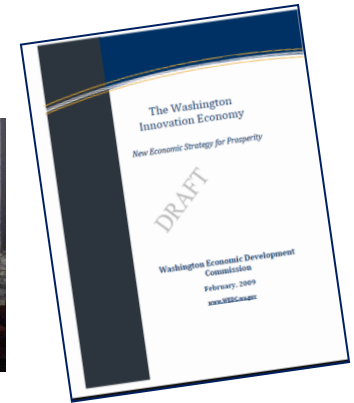 The Washington
Innovation Economy
New Economic Strategy for Prosperity
DRAFT
Washington Economic Development
Commission
February, 2009
www.WEDC.wa.gov